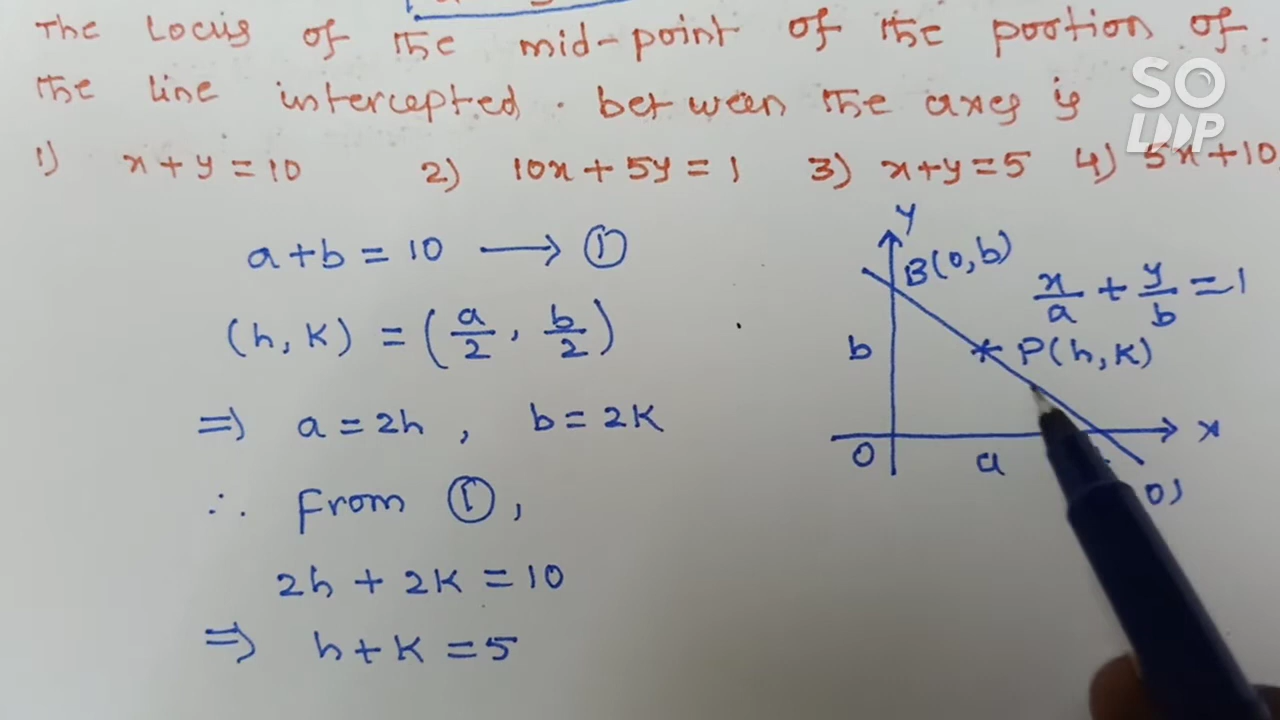 The Locus of the mid-point of the portion of
the line intercepted. between the axes is
1) x+y=10 2) 10x+5y=1 3) x+y=5 4) 5x+10
a+b=10 ⟶ ①
(h, k) = (a/2, b/2)
⇒ a=2h, b=2k
∴ From ①,
2h + 2k = 10
⇒ h+k = 5
y
B(0,b)
x/a + y/b = 1
b
P(h,k)
x
O
a
0)
SO
LOOP